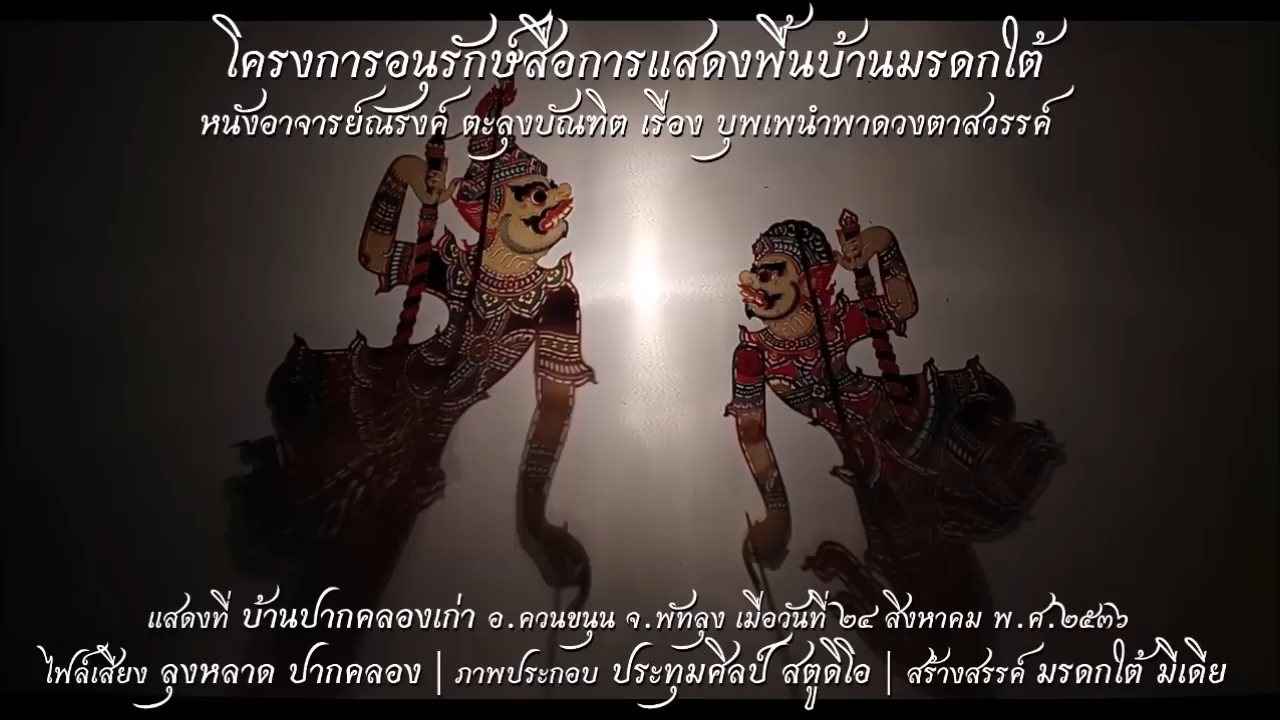 โครงการอนุรักษ์สื่อการแสดงพื้นบ้านมรดกใต้
หนังอาจารย์ณรงค์ ตะลุงบัณฑิต เรื่อง บุพเพนำพาดวงตาสวรรค์
แสดงที่ บ้านปากคลองเก่า อ.ควนขนุน จ.พัทลุง เมื่อวันที่ ๒๔ สิงหาคม พ.ศ.๒๕๓๖
ไฟล์เสียง ลุงหลาด ปากคลอง | ภาพประกอบ ประทุมศิลป์ สตูดิโอ | สร้างสรรค์ มรดกใต้ มีเดีย